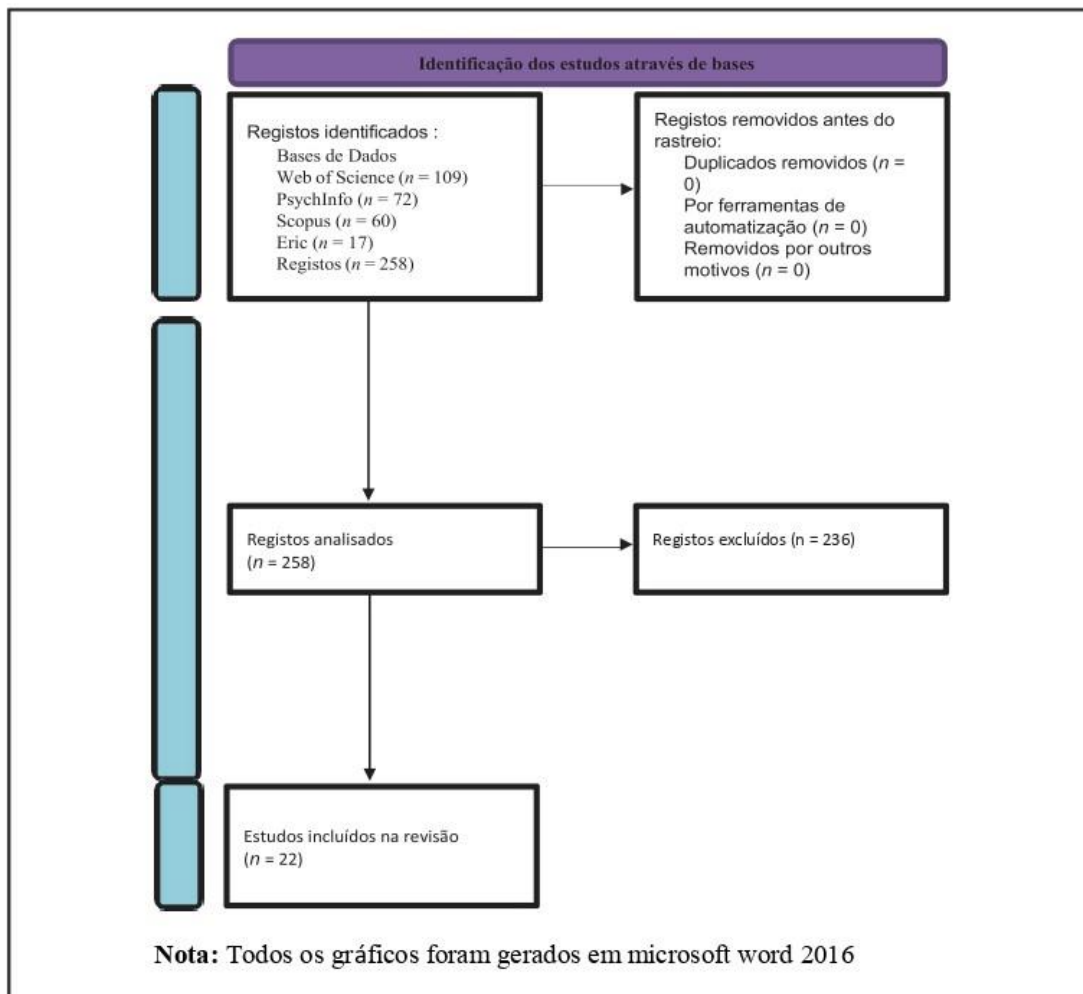 Identificação dos estudos através de bases
Registos identificados :
Bases de Dados
Web of Science (n = 109)
PsychInfo (n = 72)
Scopus (n = 60)
Eric (n = 17)
Registos (n = 258)
Registos removidos antes do
rastreio:
Duplicados removidos (n =
0)
Por ferramentas de
automatização (n = 0)
Removidos por outros
motivos (n = 0)
Registos analisados
(n = 258)
Registos excluídos (n = 236)
Estudos incluídos na revisão
(n = 22)
Nota: Todos os gráficos foram gerados em microsoft word 2016